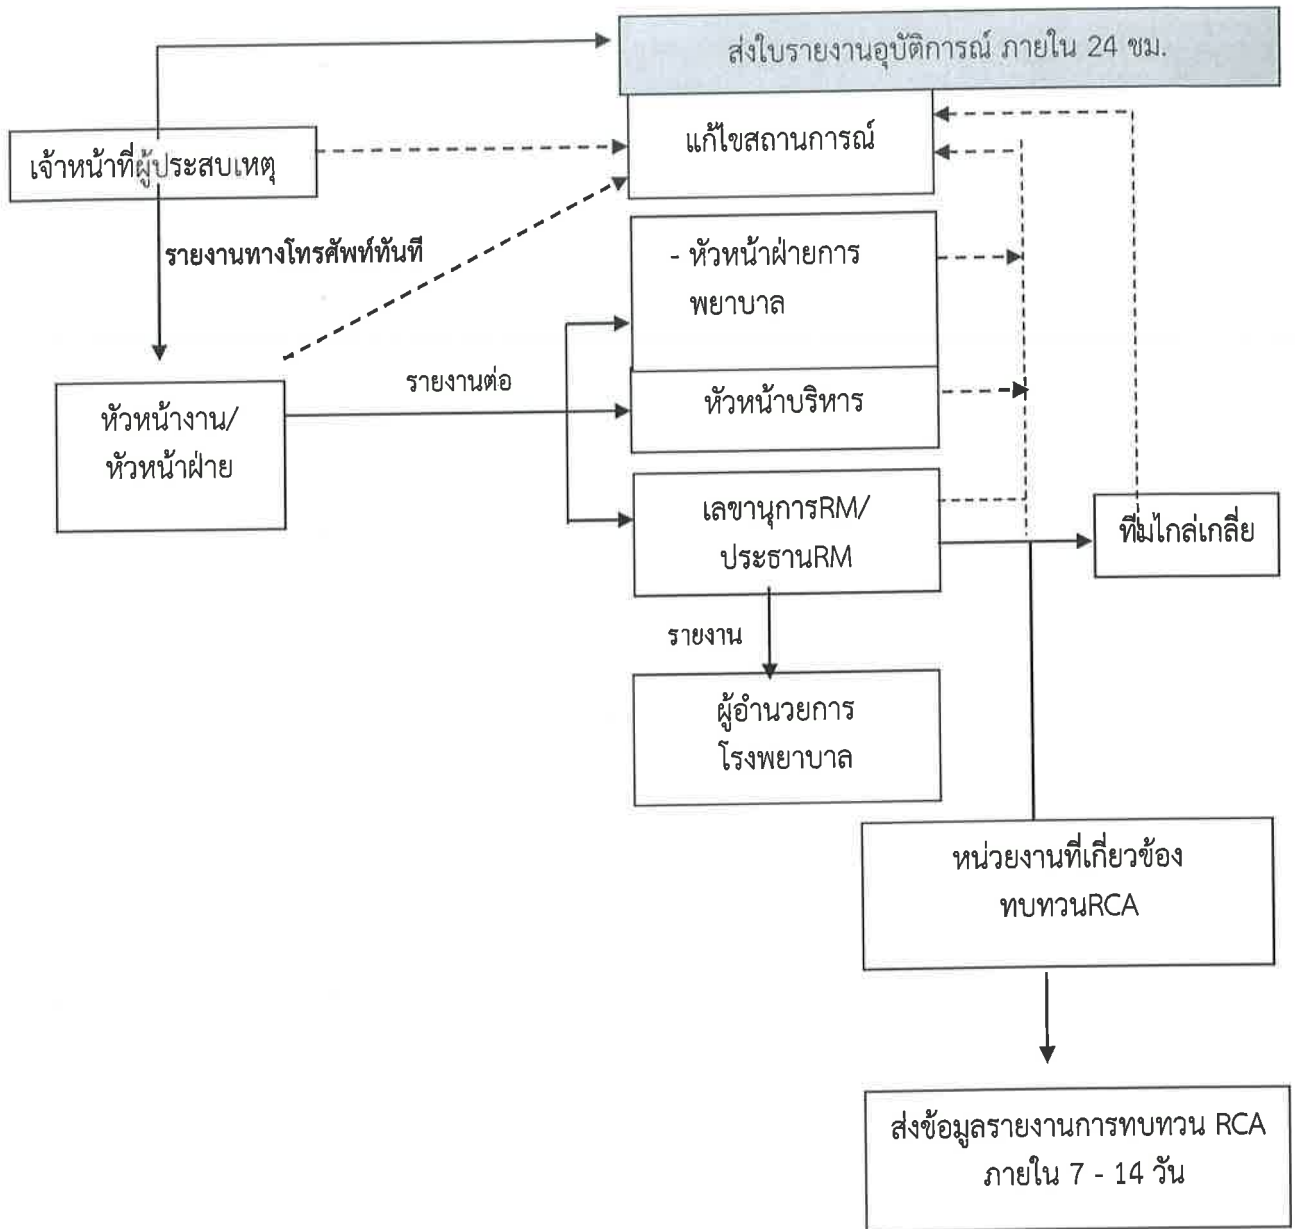 ส่งใบรายงานอุบัติการณ์ ภายใน 24 ชม.
แก้ไขสถานการณ์
เจ้าหน้าที่ผู้ประสบเหตุ
รายงานทางโทรศัพท์ทันที
- หัวหน้าฝ่ายการ
พยาบาล
รายงานต่อ
หัวหน้าบริหาร
หัวหน้างาน/
หัวหน้าฝ่าย
เลขานุการRM/
ประธานRM
ทีมไกล่เกลี่ย
รายงาน
ผู้อำนวยการ
โรงพยาบาล
หน่วยงานที่เกี่ยวข้อง
ทบทวนRCA
ส่งข้อมูลรายงานการทบทวน RCA
ภายใน 7 - 14 วัน